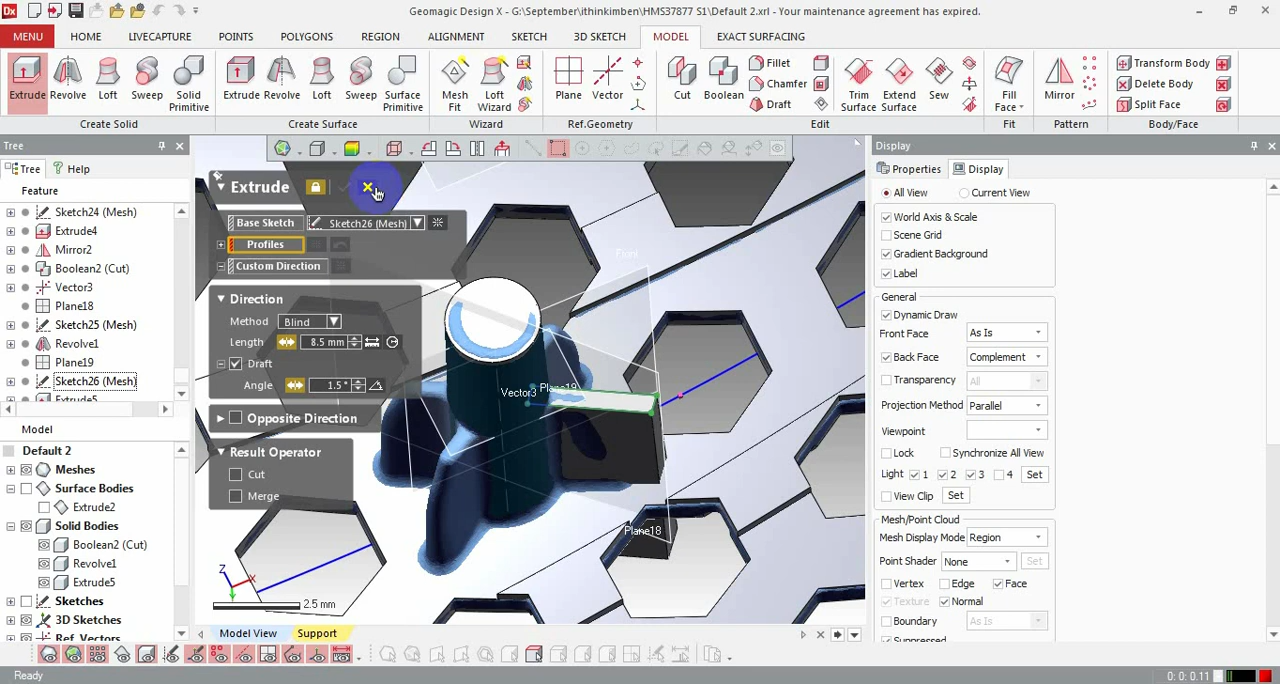 Geomagic Design X - G:\September\ithinkimben\HMS37877 S1\Default 2.xrl - Your maintenance agreement has expired.
MENU HOME LIVECAPTURE POINTS POLYGONS REGION ALIGNMENT SKETCH 3D SKETCH MODEL EXACT SURFACING
Extrude Revolve Loft Sweep Solid Primitive
Create Solid
Extrude Revolve Loft Sweep Surface Primitive
Create Surface
Mesh Fit Loft Wizard
Wizard
Plane Vector
Ref.Geometry
Cut Boolean Fillet Chamfer Draft Trim Surface Extend Surface Sew
Edit
Fill Face
Fit
Mirror
Pattern
Transform Body
Delete Body
Split Face
Body/Face
Tree
Tree Help
Feature
Sketch24 (Mesh)
Extrude4
Mirror2
Boolean2 (Cut)
Vector3
Plane18
Sketch25 (Mesh)
Revolve1
Plane19
Sketch26 (Mesh)
Extrude5
Model
Default 2
Meshes
Surface Bodies
Extrude2
Solid Bodies
Boolean2 (Cut)
Revolve1
Extrude5
Sketches
3D Sketches
Ref. Vectors
Extrude
Base Sketch Sketch26 (Mesh)
Profiles
Custom Direction
Direction
Method Blind
Length 8.5 mm
Draft
Angle 1.5 °
Opposite Direction
Result Operator
Cut
Merge
Front
Vector3
Plane19
Plane18
Z
X
2.5 mm
Model View Support
Display
Properties Display
All View Current View
World Axis & Scale
Scene Grid
Gradient Background
Label
General
Dynamic Draw
Front Face As Is
Back Face Complement
Transparency All
Projection Method Parallel
Viewpoint
Lock Synchronize All View
Light 1 2 3 4 Set
View Clip Set
Mesh/Point Cloud
Mesh Display Mode Region
Point Shader None Set
Vertex Edge Face
Texture Normal
Boundary As Is
Suppressed
Ready
0: 0: 0.11